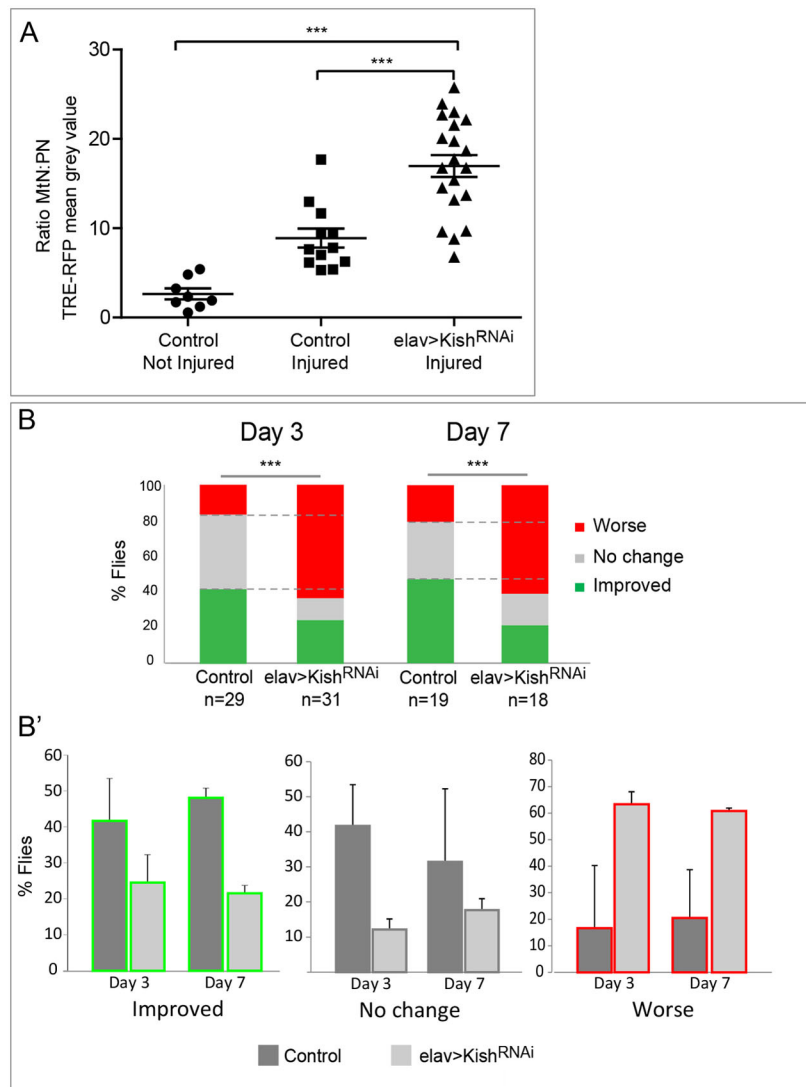 A
***
***
30
20
10
0
Ratio MtN:PN
TRE-RFP mean grey value
Control
Not Injured
Control
Injured
elav>KishRNAi
Injured
B
Day 3
Day 7
***
***
100
80
60
40
20
0
% Flies
Worse
No change
Improved
Control
n=29
elav>KishRNAi
n=31
Control
n=19
elav>KishRNAi
n=18
B'
60
50
40
30
20
10
0
% Flies
Day 3
Day 7
Improved
60
50
40
30
20
10
Day 3
Day 7
No change
80
70
60
50
40
30
20
10
0
Day 3
Day 7
Worse
Control
elav>KishRNAi